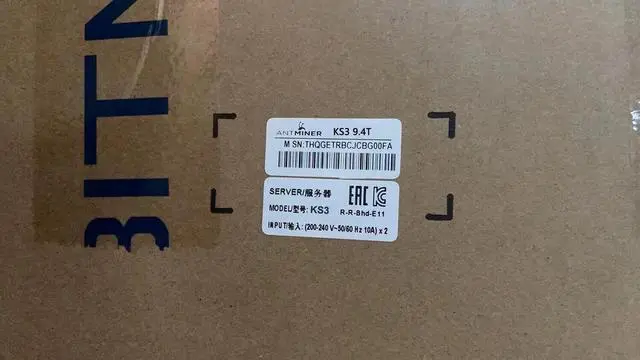 BITM
ANTMINER KS3 9.4T
M SN:THQGETRBCJCBG00FA
SERVER/服务器
EAC
MODEL/型号: KS3
R-R-Bhd-E11
INPUT/输入: (200-240 V~50/60 Hz 10A) x 2